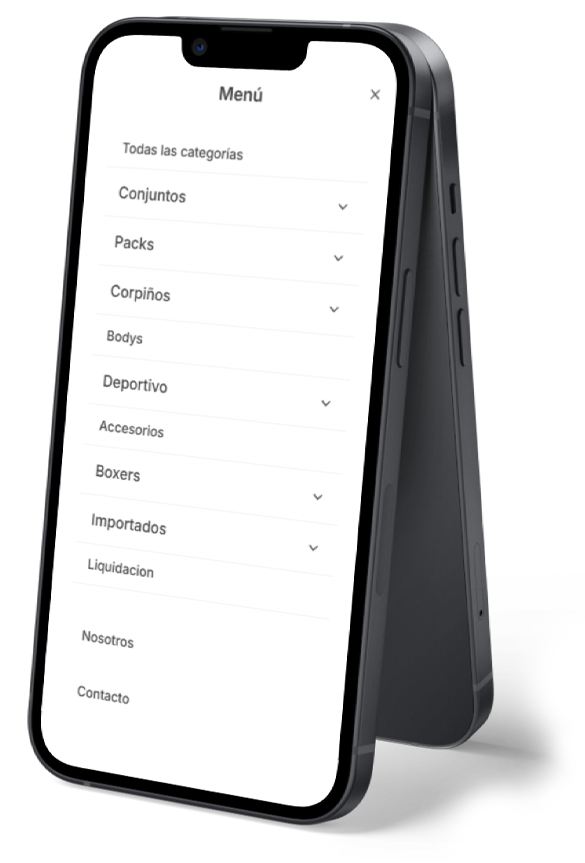 Menú
Todas las categorías
Conjuntos
Packs
Corpiños
Bodys
Deportivo
Accesorios
Boxers
Importados
Liquidacion
Nosotros
Contacto